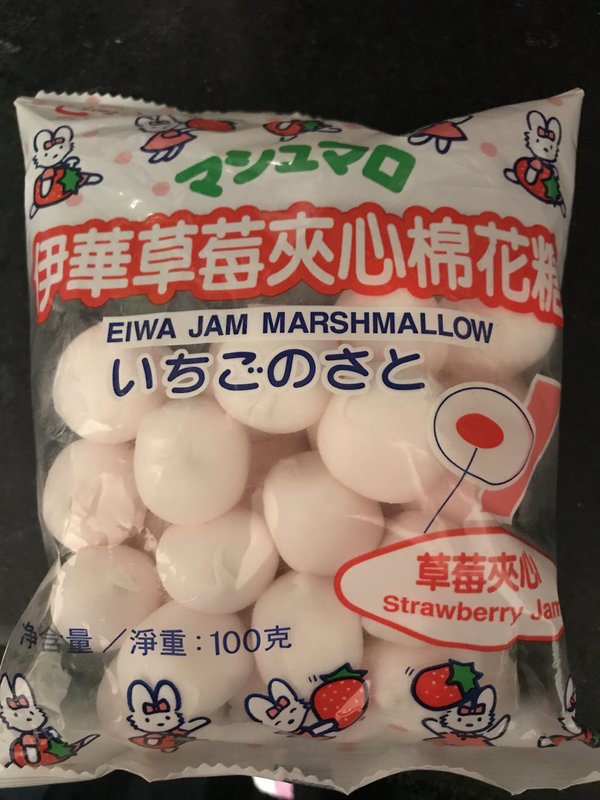 マシュマロ
伊華草莓夾心棉花糖
EIWA JAM MARSHMALLOW
いちごのさと
草莓夾心
Strawberry Jam
净含量／淨重：100克